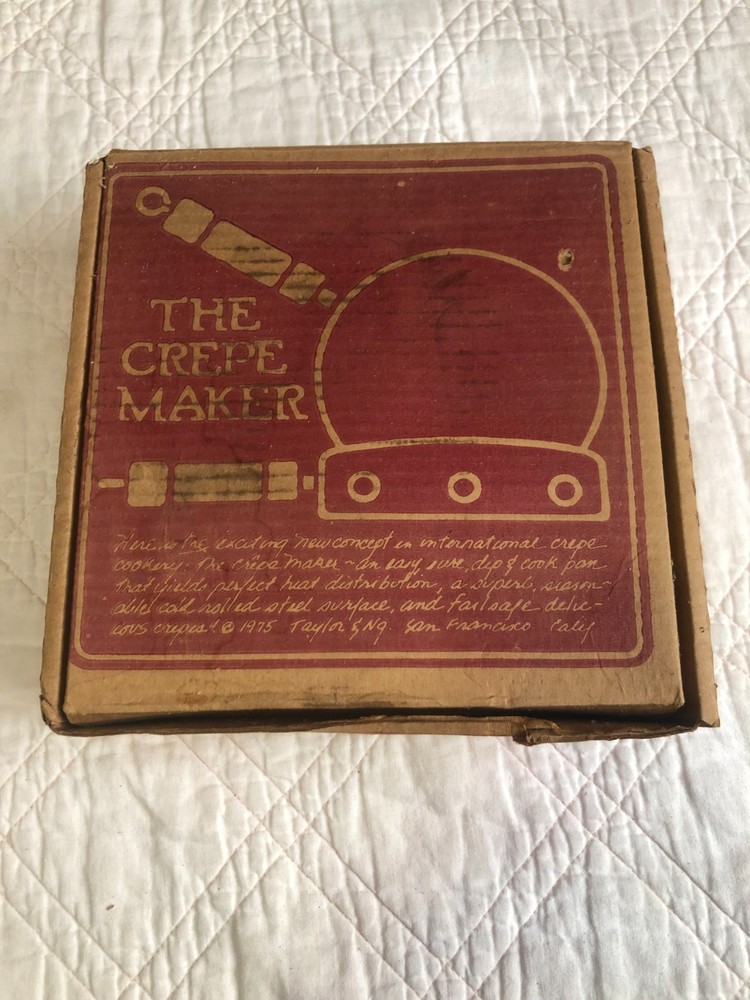 THE
CREPE
MAKER
Here is the exciting new concept in international crepe
cookery. The crepe maker - an easy, sure, dip & cook pan
that yields perfect heat distribution, a superb, season-
able cold rolled steel surface, and failsafe delic-
ious crepes! © 1975 Taylor & Ng. San Francisco Calif